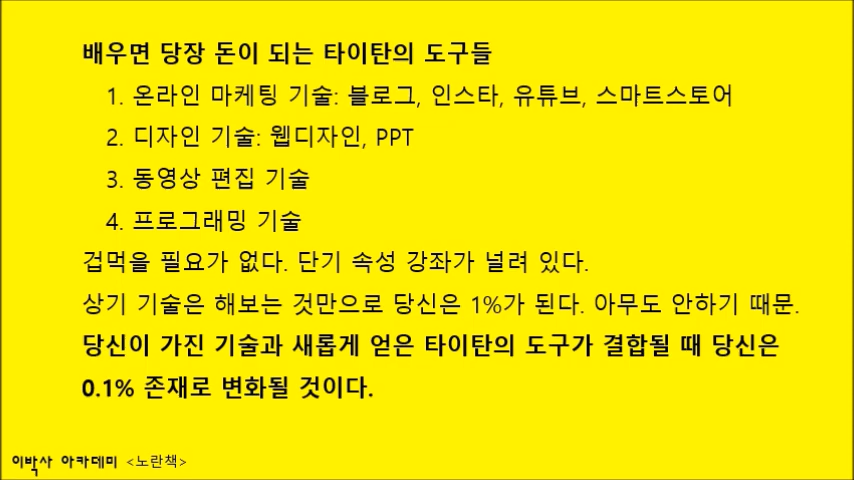 배우면 당장 돈이 되는 타이탄의 도구들
1. 온라인 마케팅 기술: 블로그, 인스타, 유튜브, 스마트스토어
2. 디자인 기술: 웹디자인, PPT
3. 동영상 편집 기술
4. 프로그래밍 기술
겁먹을 필요가 없다. 단기 속성 강좌가 널려 있다.
상기 기술은 해보는 것만으로 당신은 1%가 된다. 아무도 안하기 때문.
당신이 가진 기술과 새롭게 얻은 타이탄의 도구가 결합될 때 당신은
0.1% 존재로 변화될 것이다.
이박사 아카데미 <노란책>